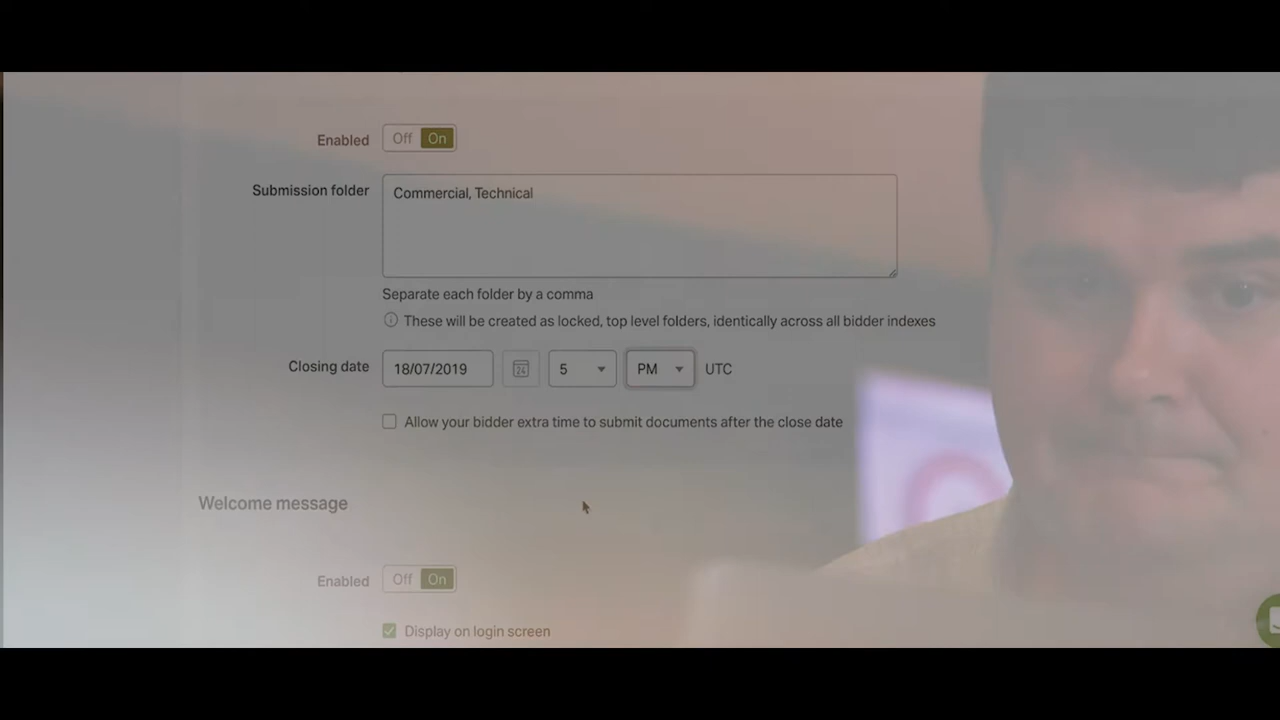 Enabled Off On
Submission folder Commercial, Technical
Separate each folder by a comma
These will be created as locked, top level folders, identically across all bidder indexes
Closing date 18/07/2019 24 5 PM UTC
Allow your bidder extra time to submit documents after the close date
Welcome message
Enabled Off On
Display on login screen